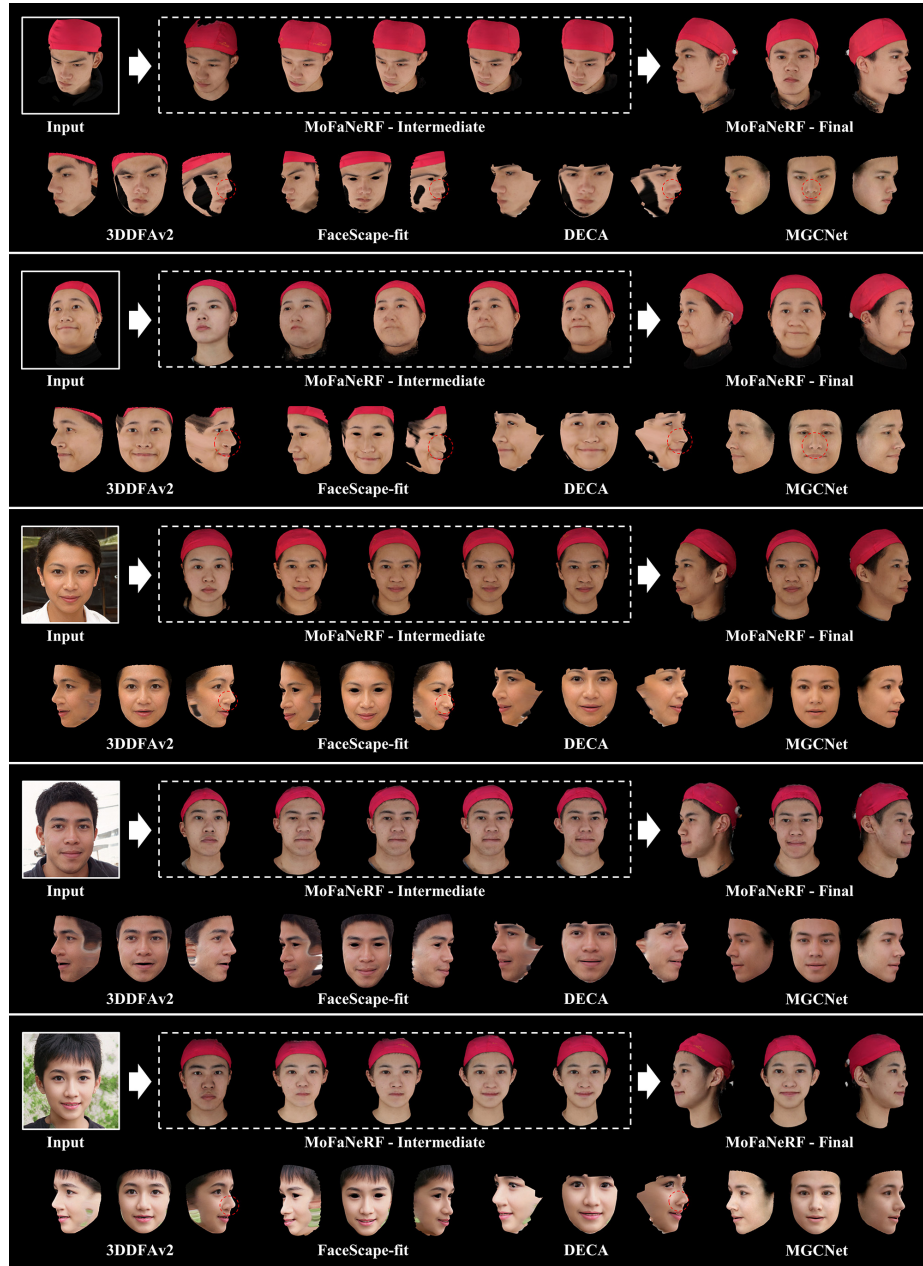 Input MoFaNeRF - Intermediate MoFaNeRF - Final
3DDFAv2 FaceScape-fit DECA MGCNet
Input MoFaNeRF - Intermediate MoFaNeRF - Final
3DDFAv2 FaceScape-fit DECA MGCNet
Input MoFaNeRF - Intermediate MoFaNeRF - Final
3DDFAv2 FaceScape-fit DECA MGCNet
Input MoFaNeRF - Intermediate MoFaNeRF - Final
3DDFAv2 FaceScape-fit DECA MGCNet
Input MoFaNeRF - Intermediate MoFaNeRF - Final
3DDFAv2 FaceScape-fit DECA MGCNet